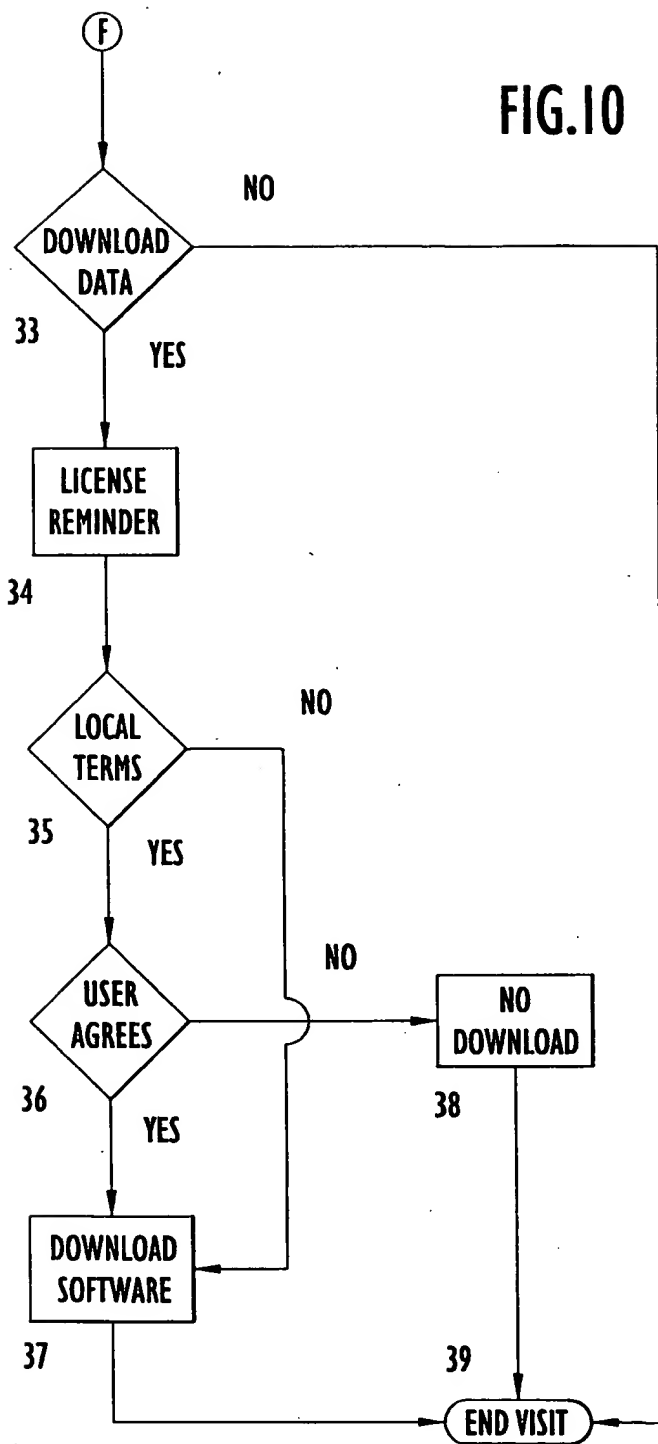 F
FIG.10
NO
DOWNLOAD
DATA
33
YES
LICENSE
REMINDER
34
NO
LOCAL
TERMS
35
YES
NO
USER
AGREES
NO
DOWNLOAD
36
38
YES
DOWNLOAD
SOFTWARE
37
39
END VISIT